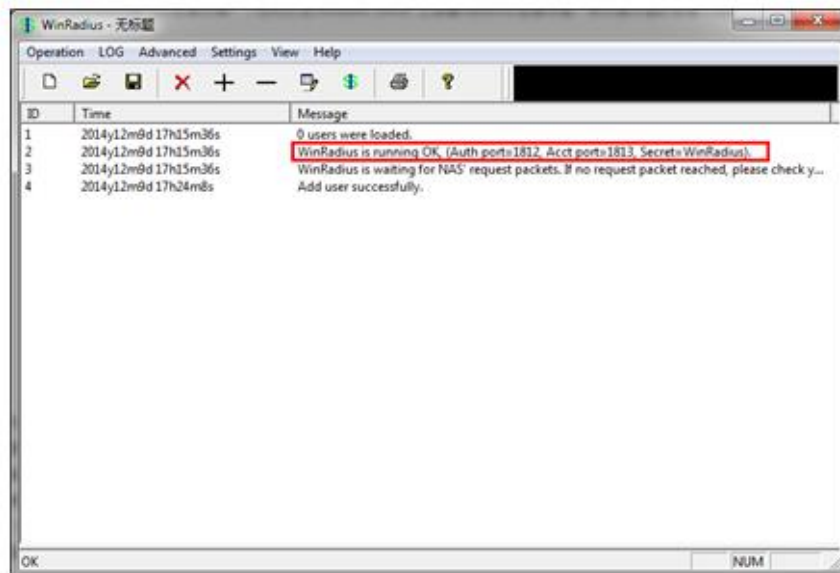 WinRadius - 无标题
Operation LOG Advanced Settings View Help
ID Time Message
1 2014y12m9d 17h15m36s 0 users were loaded.
2 2014y12m9d 17h15m36s WinRadius is running OK, (Auth port=1812, Acct port=1813, Secret=WinRadius).
3 2014y12m9d 17h15m36s WinRadius is waiting for NAS' request packets. If no request packet reached, please check y...
4 2014y12m9d 17h24m8s Add user successfully.
OK NUM